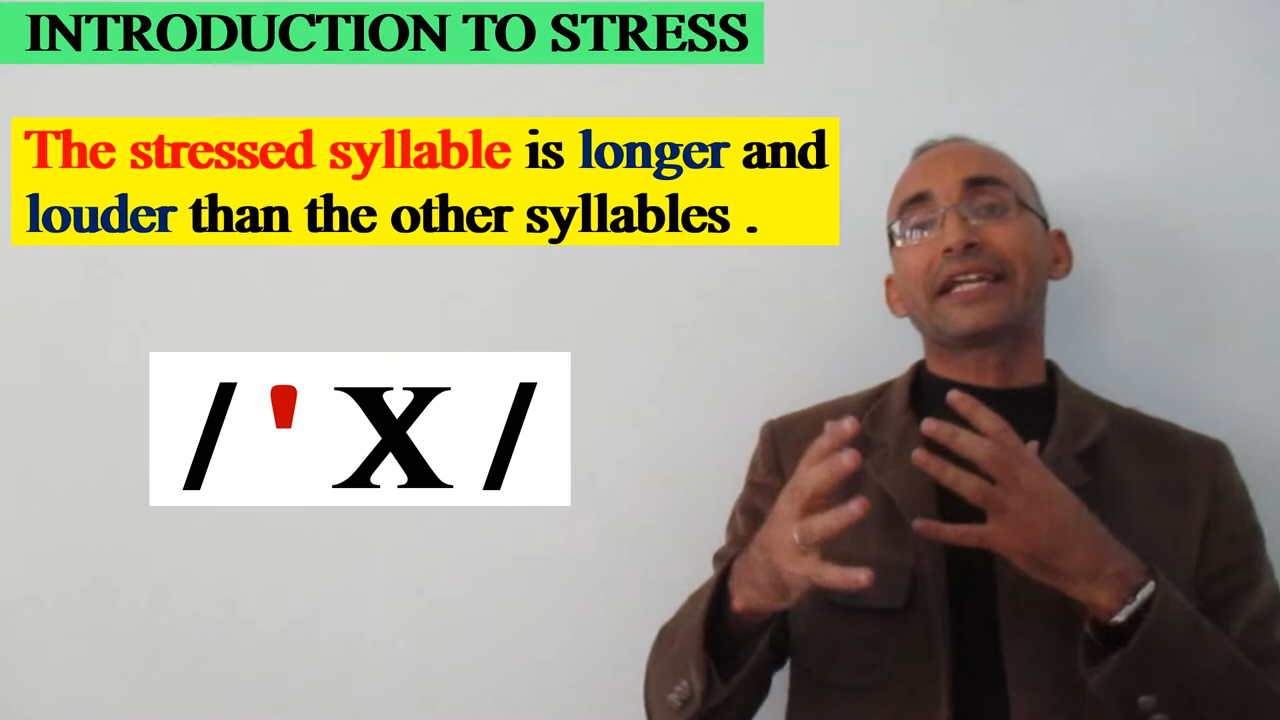 INTRODUCTION TO STRESS
The stressed syllable is longer and
louder than the other syllables .
/ ' X /